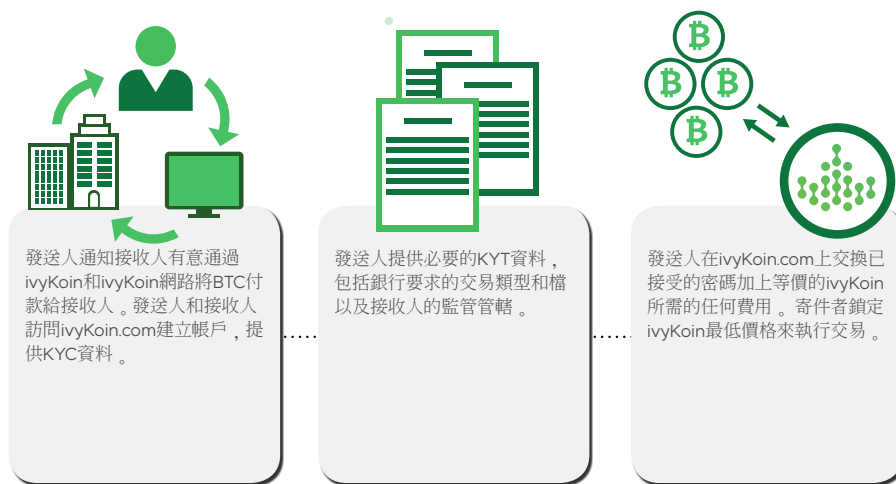 發送人通知接收人有意通過
ivyKoin和ivyKoin網路將BTC付
款給接收人。發送人和接收人
訪問ivyKoin.com建立帳戶，提
供KYC資料。
發送人提供必要的KYT資料，
包括銀行要求的交易類型和檔
以及接收人的監管管轄。
發送人在ivyKoin.com上交換已
接受的密碼加上等價的ivyKoin
所需的任何費用。寄件者鎖定
ivyKoin最低價格來執行交易。